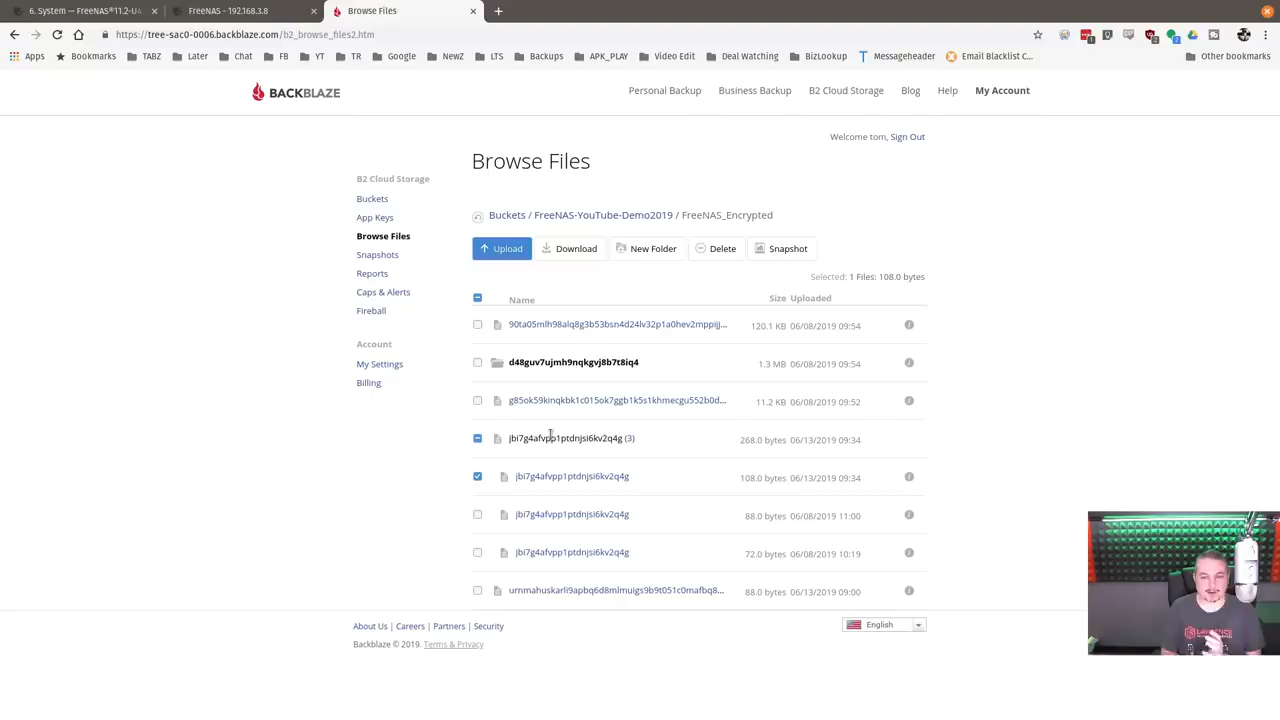 6. System — FreeNAS®11.2-U
FreeNAS - 192.168.3.8
Browse Files
https://tree-sac0-0006.backblaze.com/b2_browse_files2.htm
Apps Bookmarks TABZ Later Chat FB YT TR Google NewZ LTS Backups APK_PLAY Video Edit Deal Watching BizLookup Messageheader Email Blacklist C... Other bookmarks
BACKBLAZE
Personal Backup Business Backup B2 Cloud Storage Blog Help My Account
Welcome tom, Sign Out
Browse Files
B2 Cloud Storage
Buckets
App Keys
Browse Files
Snapshots
Reports
Caps & Alerts
Fireball
Account
My Settings
Billing
Buckets / FreeNAS-YouTube-Demo2019 / FreeNAS_Encrypted
Upload Download New Folder Delete Snapshot
Selected: 1 Files: 108.0 bytes
Name Size Uploaded
90ta05mlh98alq8g3b53bsn4d24lv32p1a0hev2mppijj... 120.1 KB 06/08/2019 09:54
d48guv7ujmh9nqkgvj8b7t8iq4 1.3 MB 06/08/2019 09:54
g85ok59kinqkbk1c015ok7ggb1k5s1khmecgu552b0d... 11.2 KB 06/08/2019 09:52
jbi7g4afvpp1ptdnjsi6kv2q4g (3) 268.0 bytes 06/13/2019 09:34
jbi7g4afvpp1ptdnjsi6kv2q4g 108.0 bytes 06/13/2019 09:34
jbi7g4afvpp1ptdnjsi6kv2q4g 88.0 bytes 06/08/2019 11:00
jbi7g4afvpp1ptdnjsi6kv2q4g 72.0 bytes 06/08/2019 10:19
urnmahuskarli9apbq6d8mlmuigs9b9t051c0mafbq8... 88.0 bytes 06/13/2019 09:00
About Us | Careers | Partners | Security
English
Backblaze © 2019. Terms & Privacy